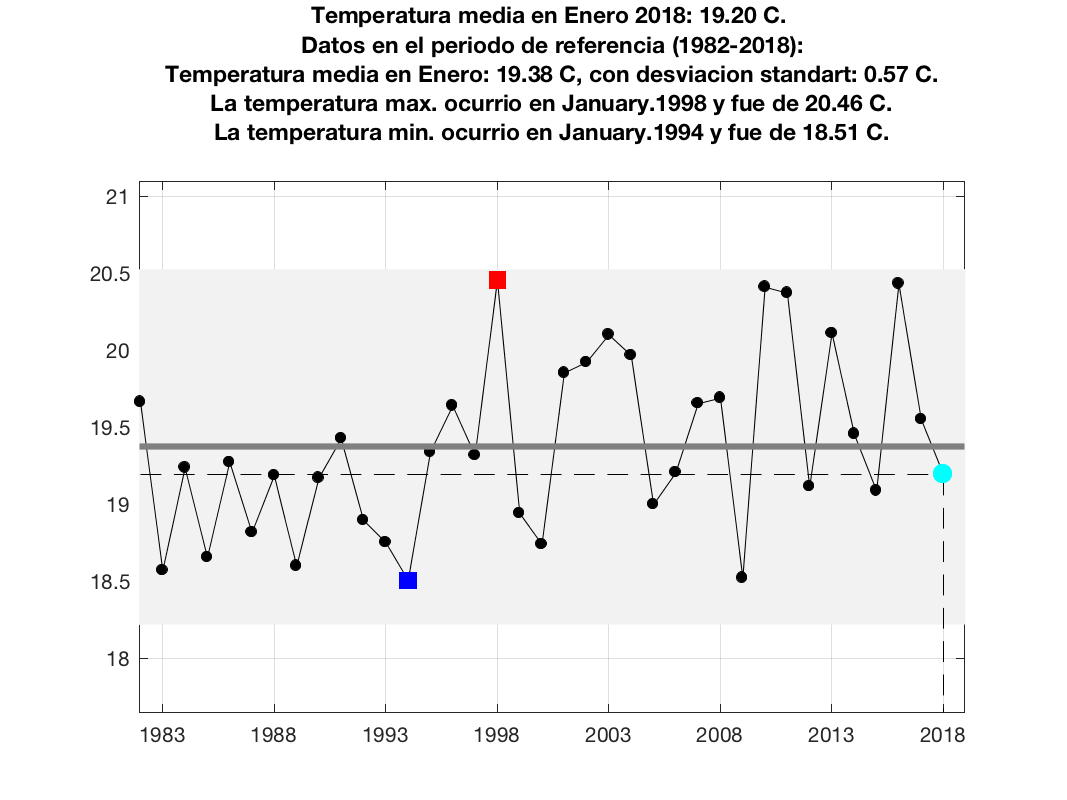 Temperatura media en Enero 2018: 19.20 C.
Datos en el periodo de referencia (1982-2018):
Temperatura media en Enero: 19.38 C, con desviacion standart: 0.57 C.
La temperatura max. ocurrio en January.1998 y fue de 20.46 C.
La temperatura min. ocurrio en January.1994 y fue de 18.51 C.
21
20.5
20
19.5
19
18.5
18
1983 1988 1993 1998 2003 2008 2013 2018